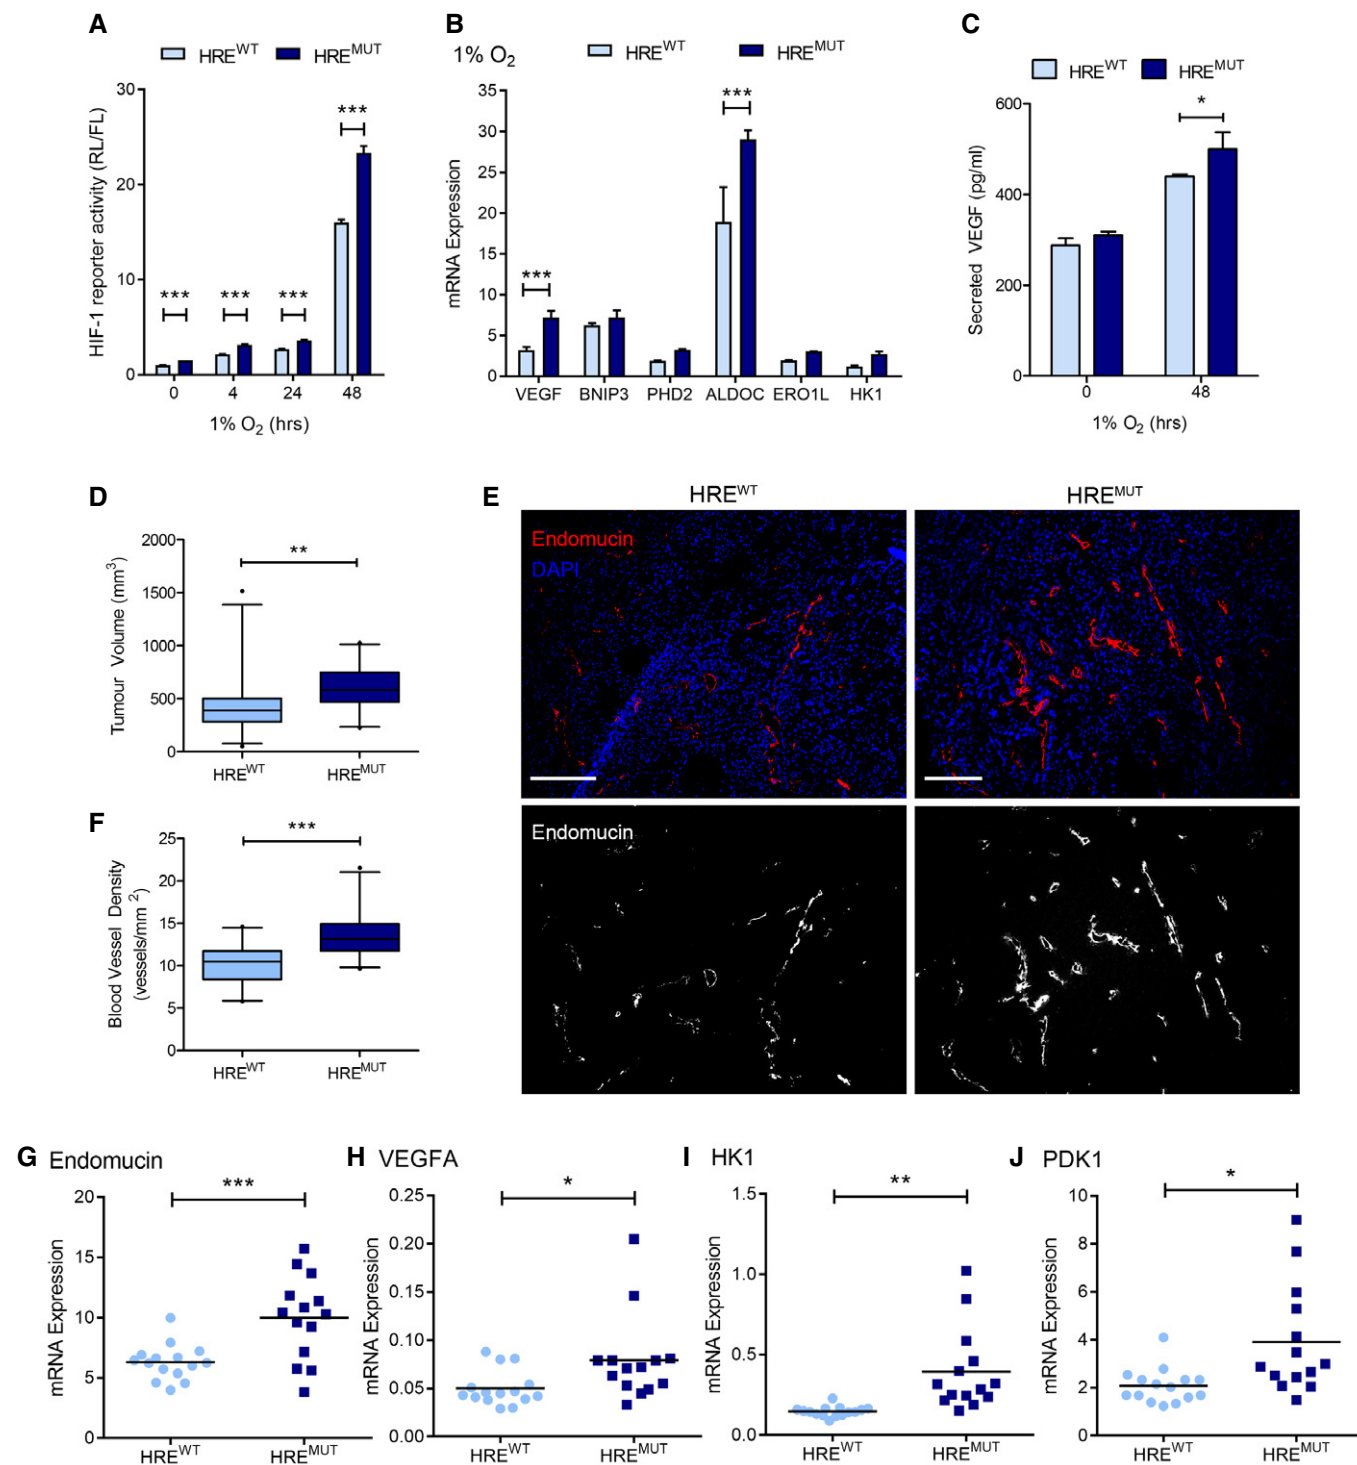 A
HRE^WT HRE^MUT
HIF-1 reporter activity (RL/FL)
30
20
10
0
*** *** *** ***
0 4 24 48
1% O₂ (hrs)
B
1% O₂
HRE^WT HRE^MUT
mRNA Expression
35
30
25
20
15
10
5
0
*** ***
VEGF BNIP3 PHD2 ALDOC ERO1L HK1
C
HRE^WT HRE^MUT
Secreted VEGF (pg/ml)
600
400
200
0
*
0 48
1% O₂ (hrs)
D
Tumour Volume (mm³)
2000
1500
1000
500
0
**
HRE^WT HRE^MUT
E
HRE^WT HRE^MUT
Endomucin
DAPI
Endomucin
F
Blood Vessel Density
(vessels/mm²)
25
20
15
10
5
0
***
HRE^WT HRE^MUT
G Endomucin
mRNA Expression
20
15
10
5
0
***
HRE^WT HRE^MUT
H VEGFA
mRNA Expression
0.25
0.20
0.15
0.10
0.05
0.00
*
HRE^WT HRE^MUT
I HK1
mRNA Expression
1.5
1.0
0.5
0.0
**
HRE^WT HRE^MUT
J PDK1
mRNA Expression
10
8
6
4
2
0
*
HRE^WT HRE^MUT